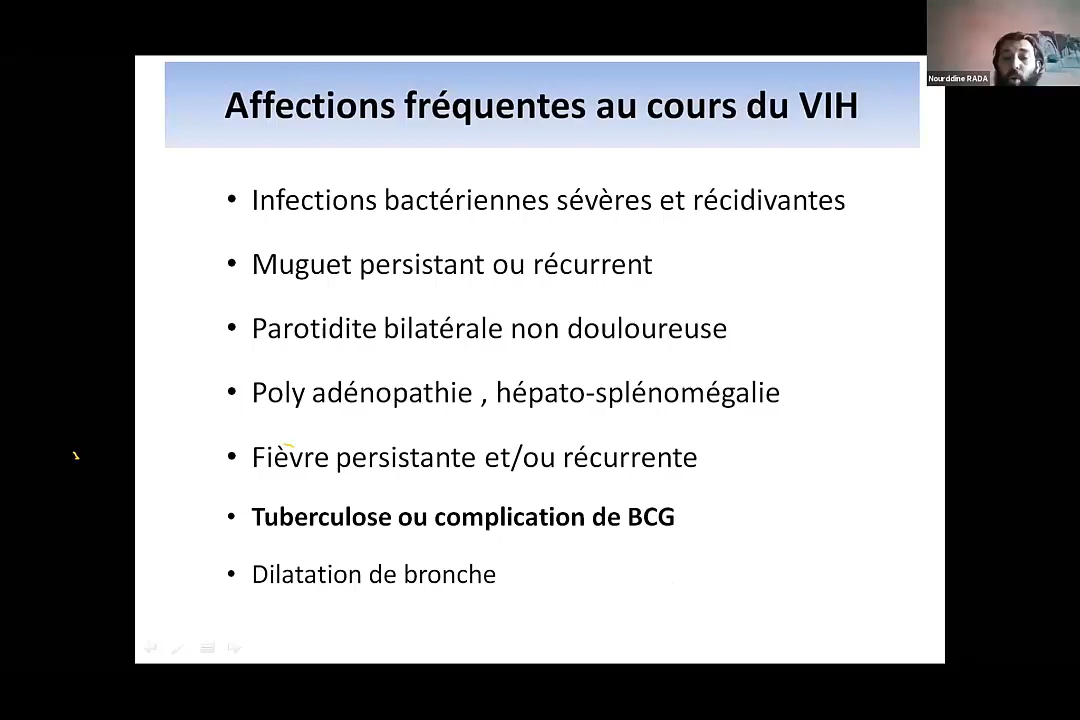 Nourddine RADA
Affections fréquentes au cours du VIH
• Infections bactériennes sévères et récidivantes
• Muguet persistant ou récurrent
• Parotidite bilatérale non douloureuse
• Poly adénopathie , hépato-splénomégalie
• Fièvre persistante et/ou récurrente
• Tuberculose ou complication de BCG
• Dilatation de bronche